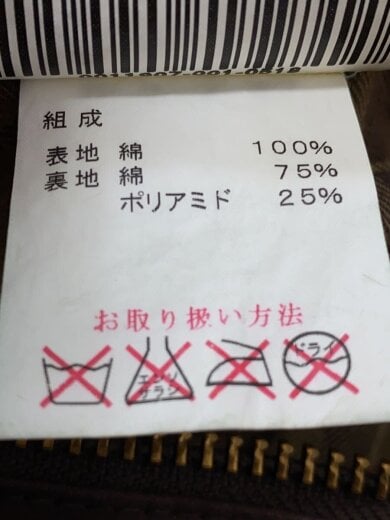 組成
表地 綿 100%
裏地 綿 75%
ポリアミド 25%
お取り扱い方法
エンソ
チラシ
ドライ